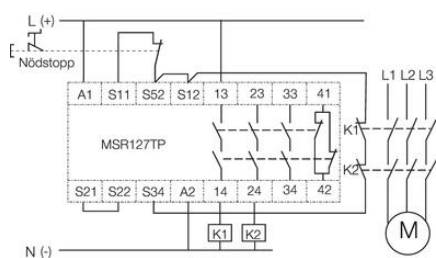 L (+)
Nödstopp
A1 S11 S52 S12 13 23 33 41
L1 L2 L3
MSR127TP
K1
K2
S21 S22 S34 A2 14 24 34 42
K1 K2
M
N (-)